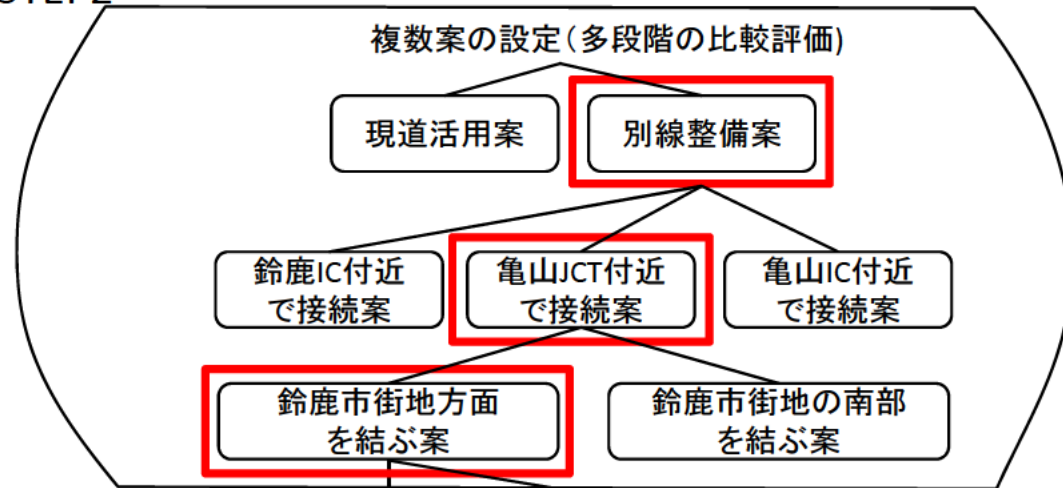 STEP2
複数案の設定(多段階の比較評価)
現道活用案
別線整備案
鈴鹿IC付近
で接続案
亀山JCT付近
で接続案
亀山IC付近
で接続案
鈴鹿市街地方面
を結ぶ案
鈴鹿市街地の南部
を結ぶ案